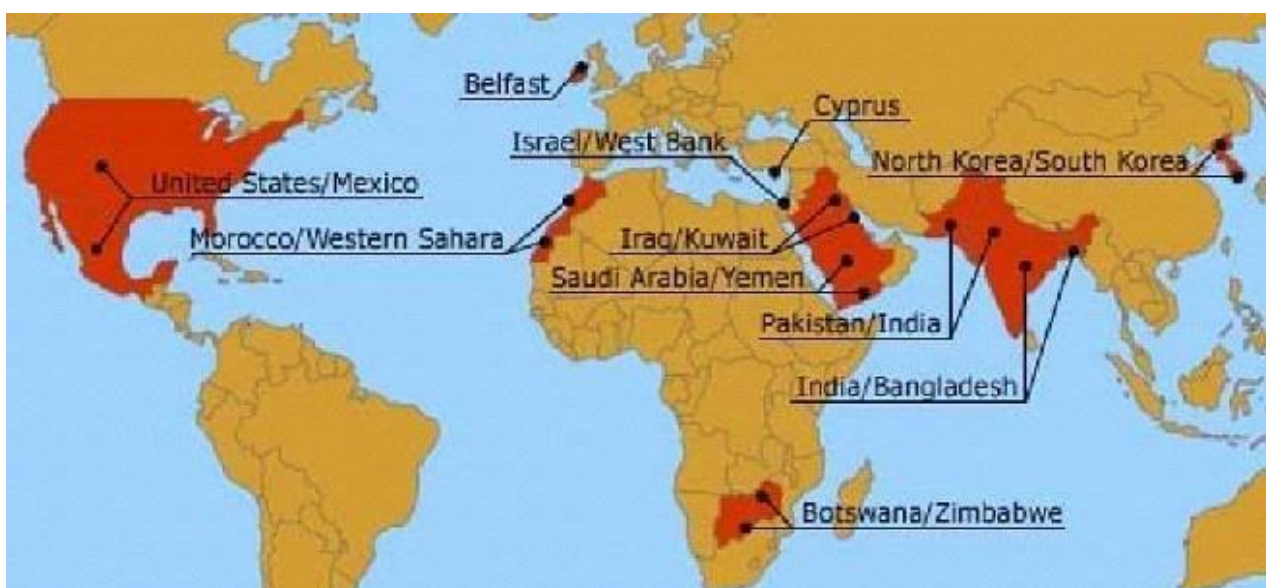 Belfast
Cyprus
Israel/West Bank
North Korea/South Korea
United States/Mexico
Morocco/Western Sahara
Iraq/Kuwait
Saudi Arabia/Yemen
Pakistan/India
India/Bangladesh
Botswana/Zimbabwe